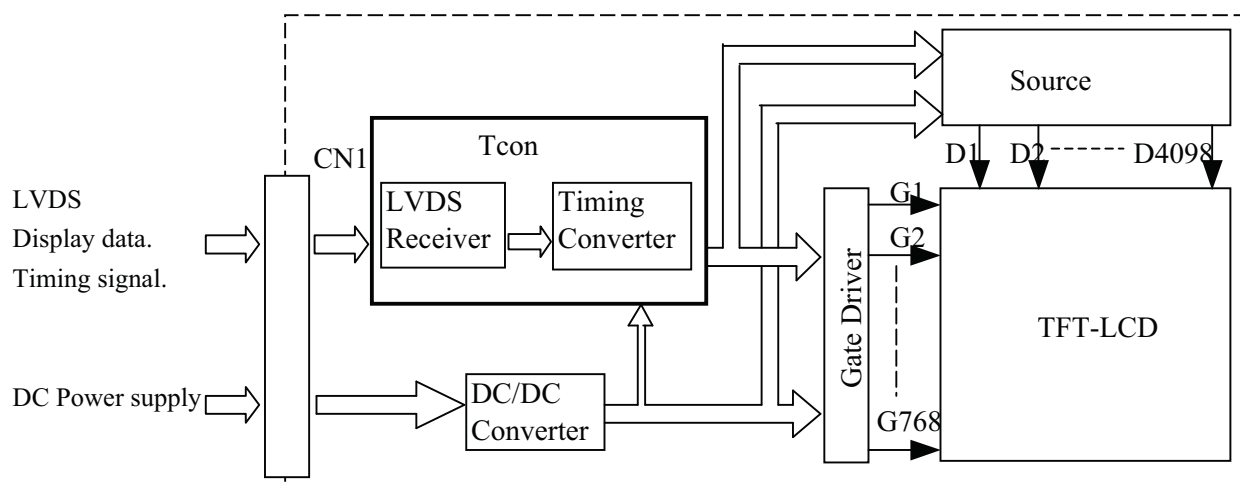 Source
D1
D2
D4098
Tcon
CN1
LVDS
Receiver
Timing
Converter
LVDS
Display data.
Timing signal.
G1
G2
G768
Gate Driver
TFT-LCD
DC Power supply
DC/DC
Converter